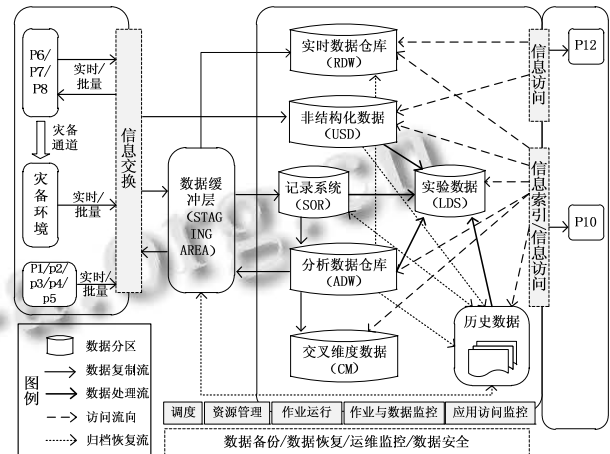 P6/
P7/
P8
实时/
批量
灾备
通道
灾备
环境
实时/
批量
P1/p2/
p3/p4/
p5
实时/
批量
信息交换
数据缓
冲层
(STAG
ING
AREA)
实时数据仓库
(RDW)
非结构化数据
(USD)
记录系统
(SOR)
实验数据
(LDS)
分析数据仓库
(ADW)
交叉维度数据
(CM)
历史数据
信息访问
信息索引/信息访问
P12
P10
图例
数据分区
数据复制流
数据处理流
访问流向
归档恢复流
调度
资源管理
作业运行
作业与数据监控
应用访问监控
数据备份/数据恢复/运维监控/数据安全